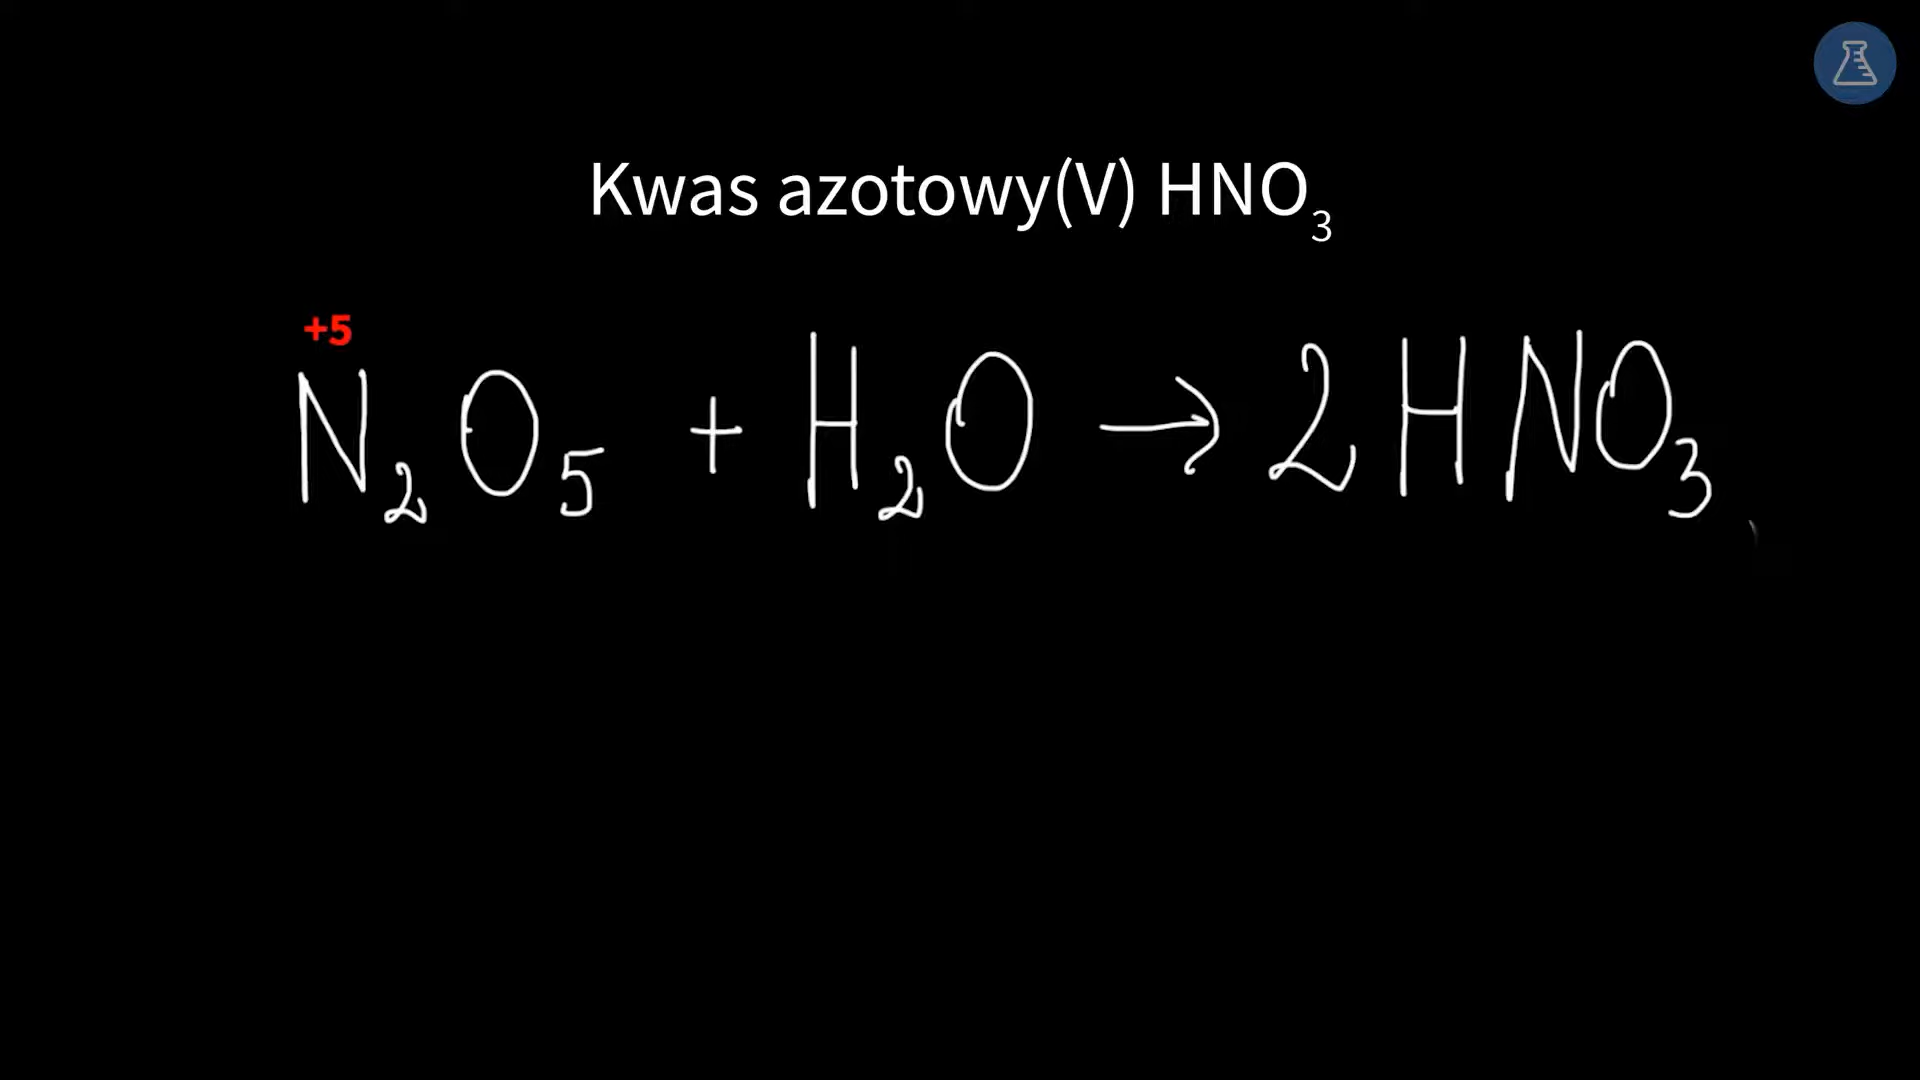 Kwas azotowy(V) HNO₃
+5
N₂O₅ + H₂O → 2HNO₃